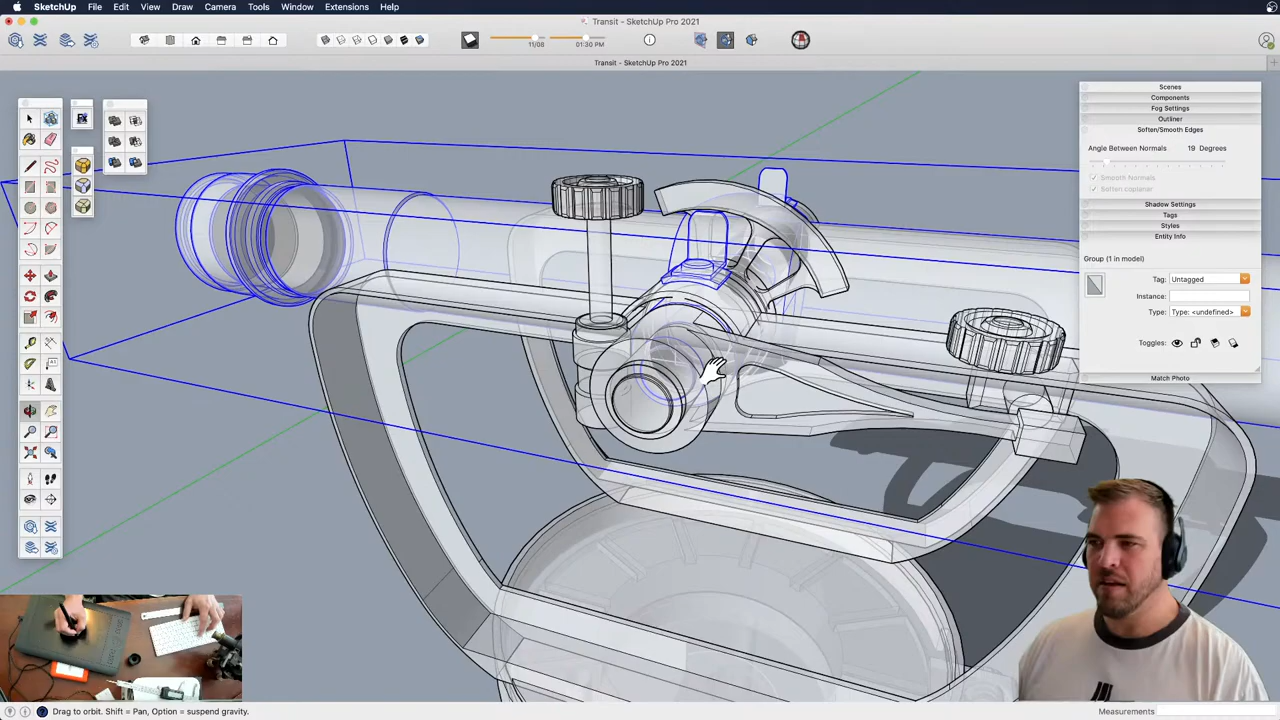 SketchUp File Edit View Draw Camera Tools Window Extensions Help
Transit - SketchUp Pro 2021
11/08 01:30 PM
Transit - SketchUp Pro 2021
Scenes
Components
Fog Settings
Outliner
Soften/Smooth Edges
Angle Between Normals 19 Degrees
Smooth Normals
Soften coplanar
Shadow Settings
Tags
Styles
Entity Info
Group (1 in model)
Tag: Untagged
Instance:
Type: Type: <undefined>
Toggles:
Match Photo
Drag to orbit. Shift = Pan, Option = suspend gravity.
Measurements